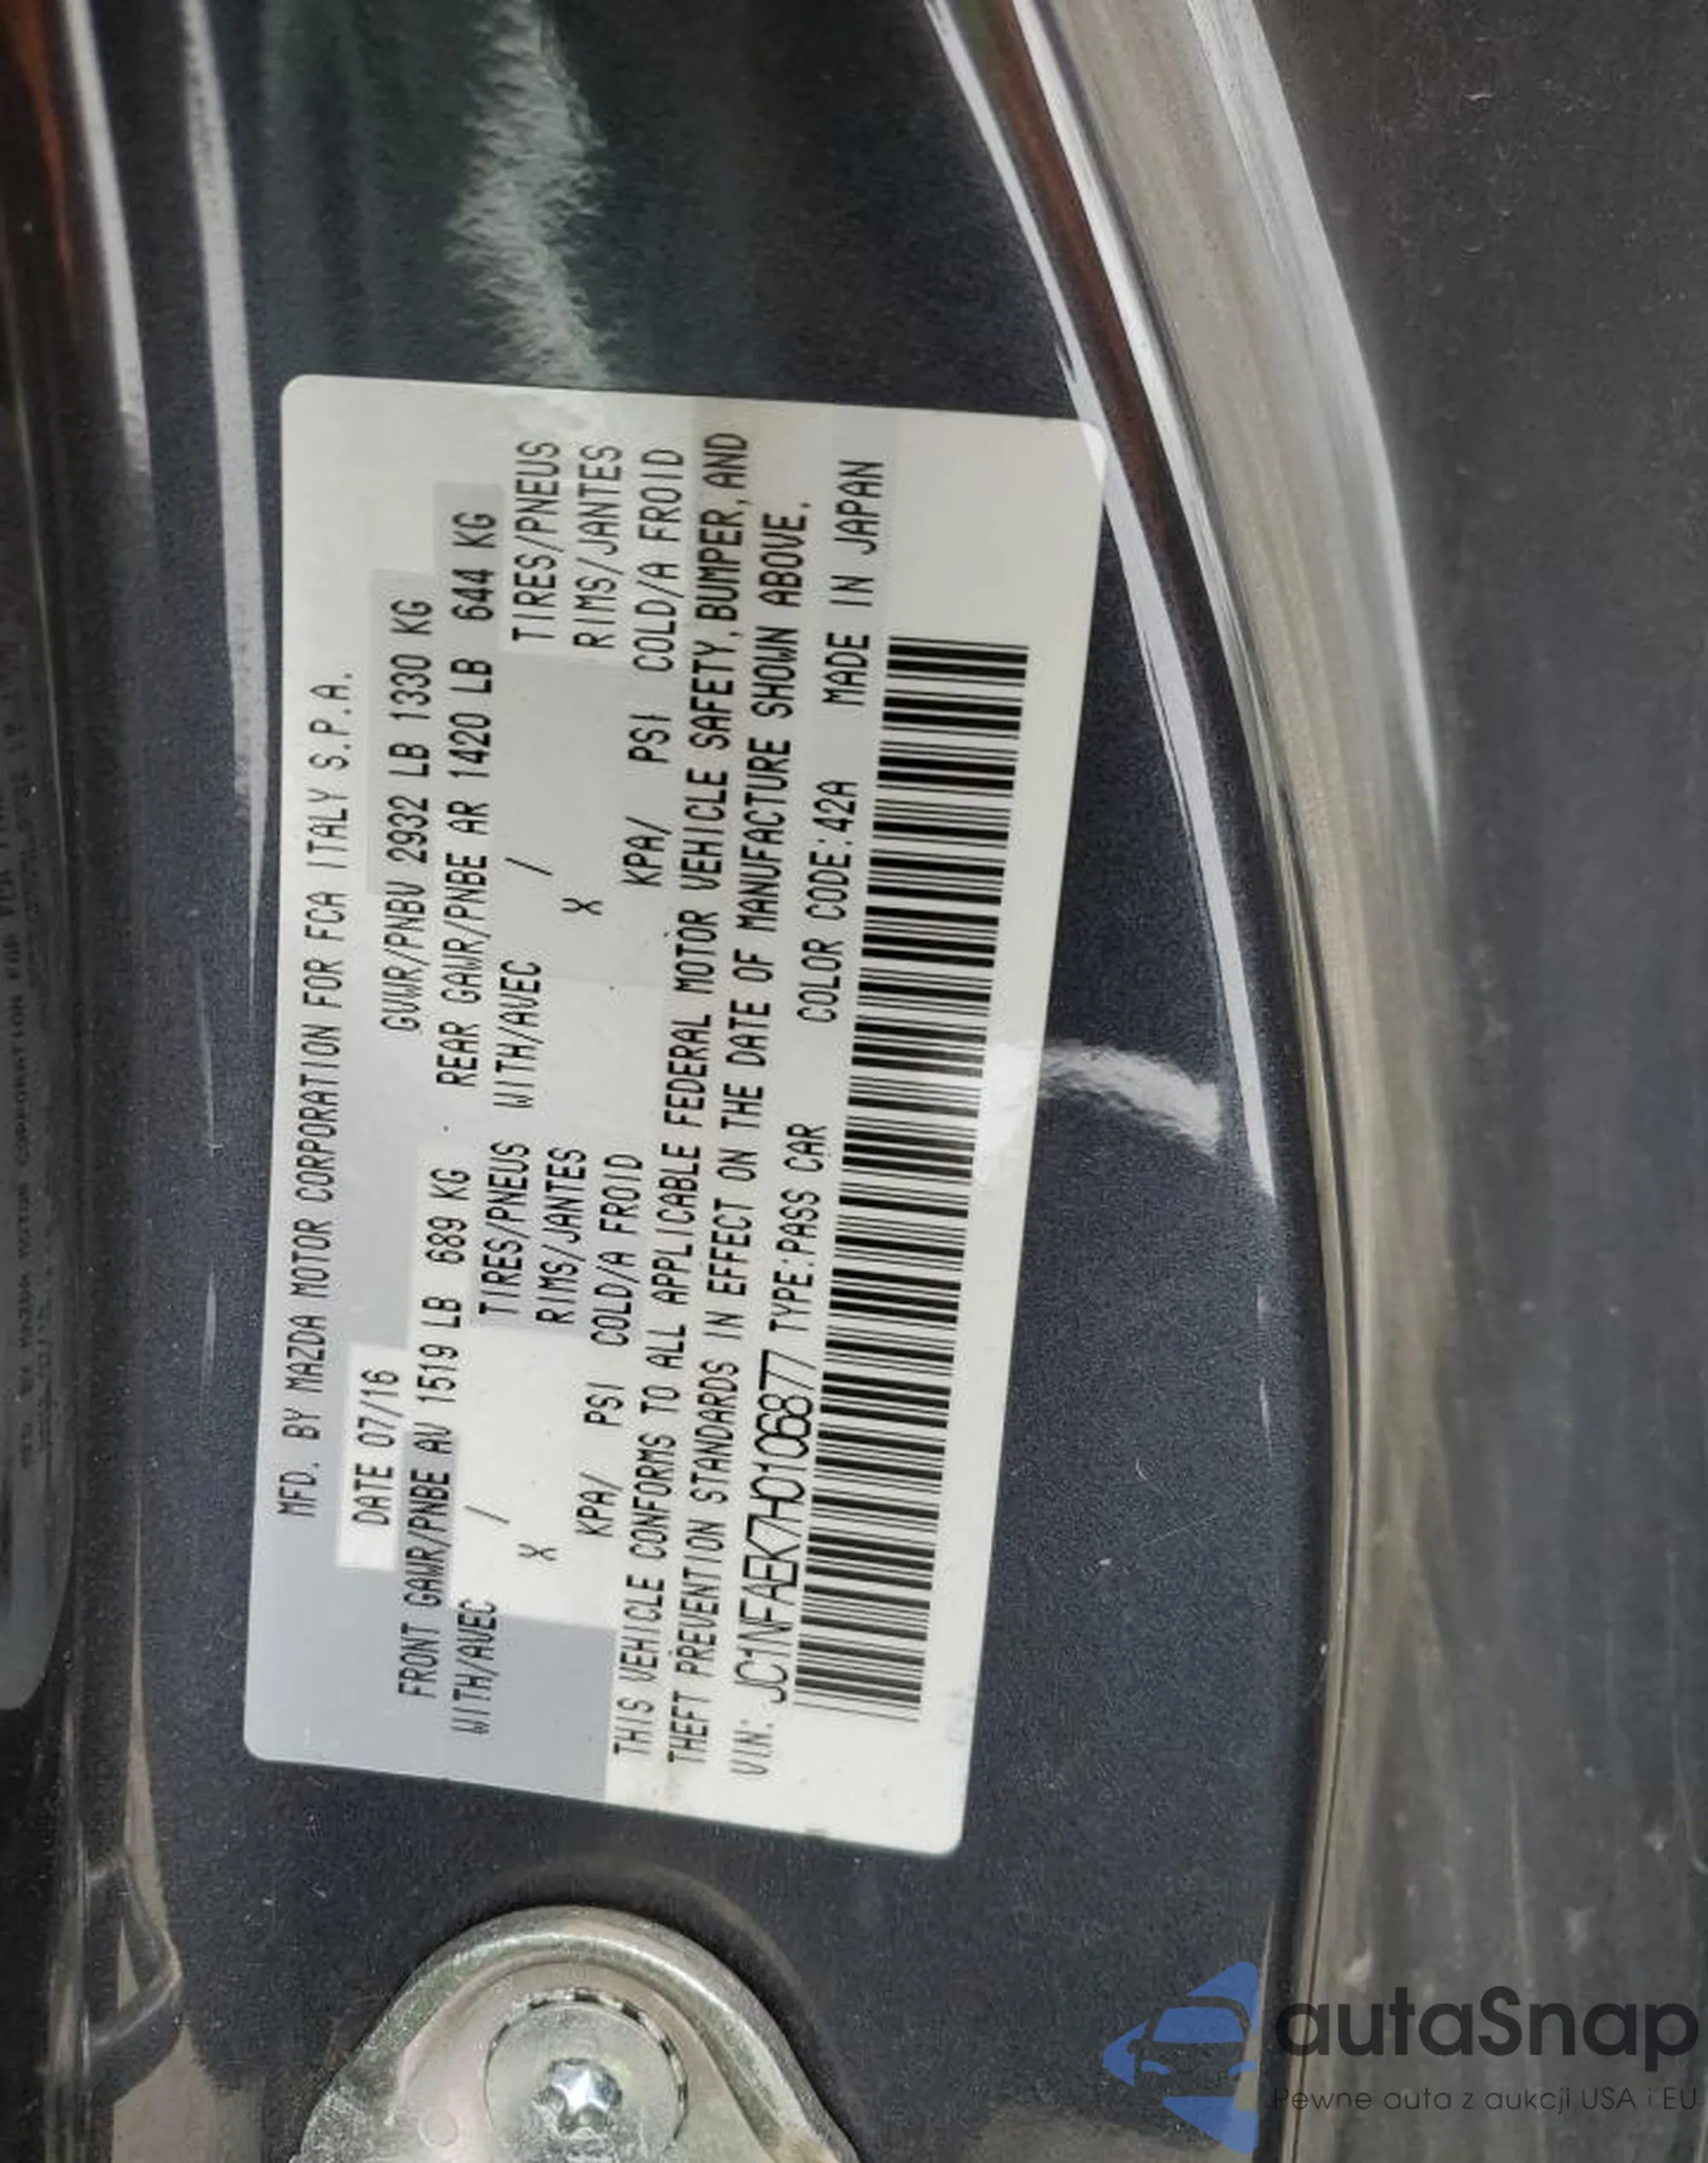 MFD. BY MAZDA MOTOR CORPORATION FOR FCA ITALY S.P.A.
DATE 07/16 GVWR/PNBV 2932 LB 1330 KG
FRONT GAWR/PNBE AV 1519 LB 689 KG REAR GAWR/PNBE AR 1420 LB 644 KG
WITH/AVEC / TIRES/PNEUS WITH/AVEC / TIRES/PNEUS
X RIMS/JANTES X RIMS/JANTES
KPA/ PSI COLD/A FROID KPA/ PSI COLD/A FROID
THIS VEHICLE CONFORMS TO ALL APPLICABLE FEDERAL MOTOR VEHICLE SAFETY, BUMPER, AND
THEFT PREVENTION STANDARDS IN EFFECT ON THE DATE OF MANUFACTURE SHOWN ABOVE.
VIN: JC1NFAEK7H0106877 TYPE:PASS CAR COLOR CODE:42A MADE IN JAPAN
autaSnap
Pewne auta z aukcji USA i EU